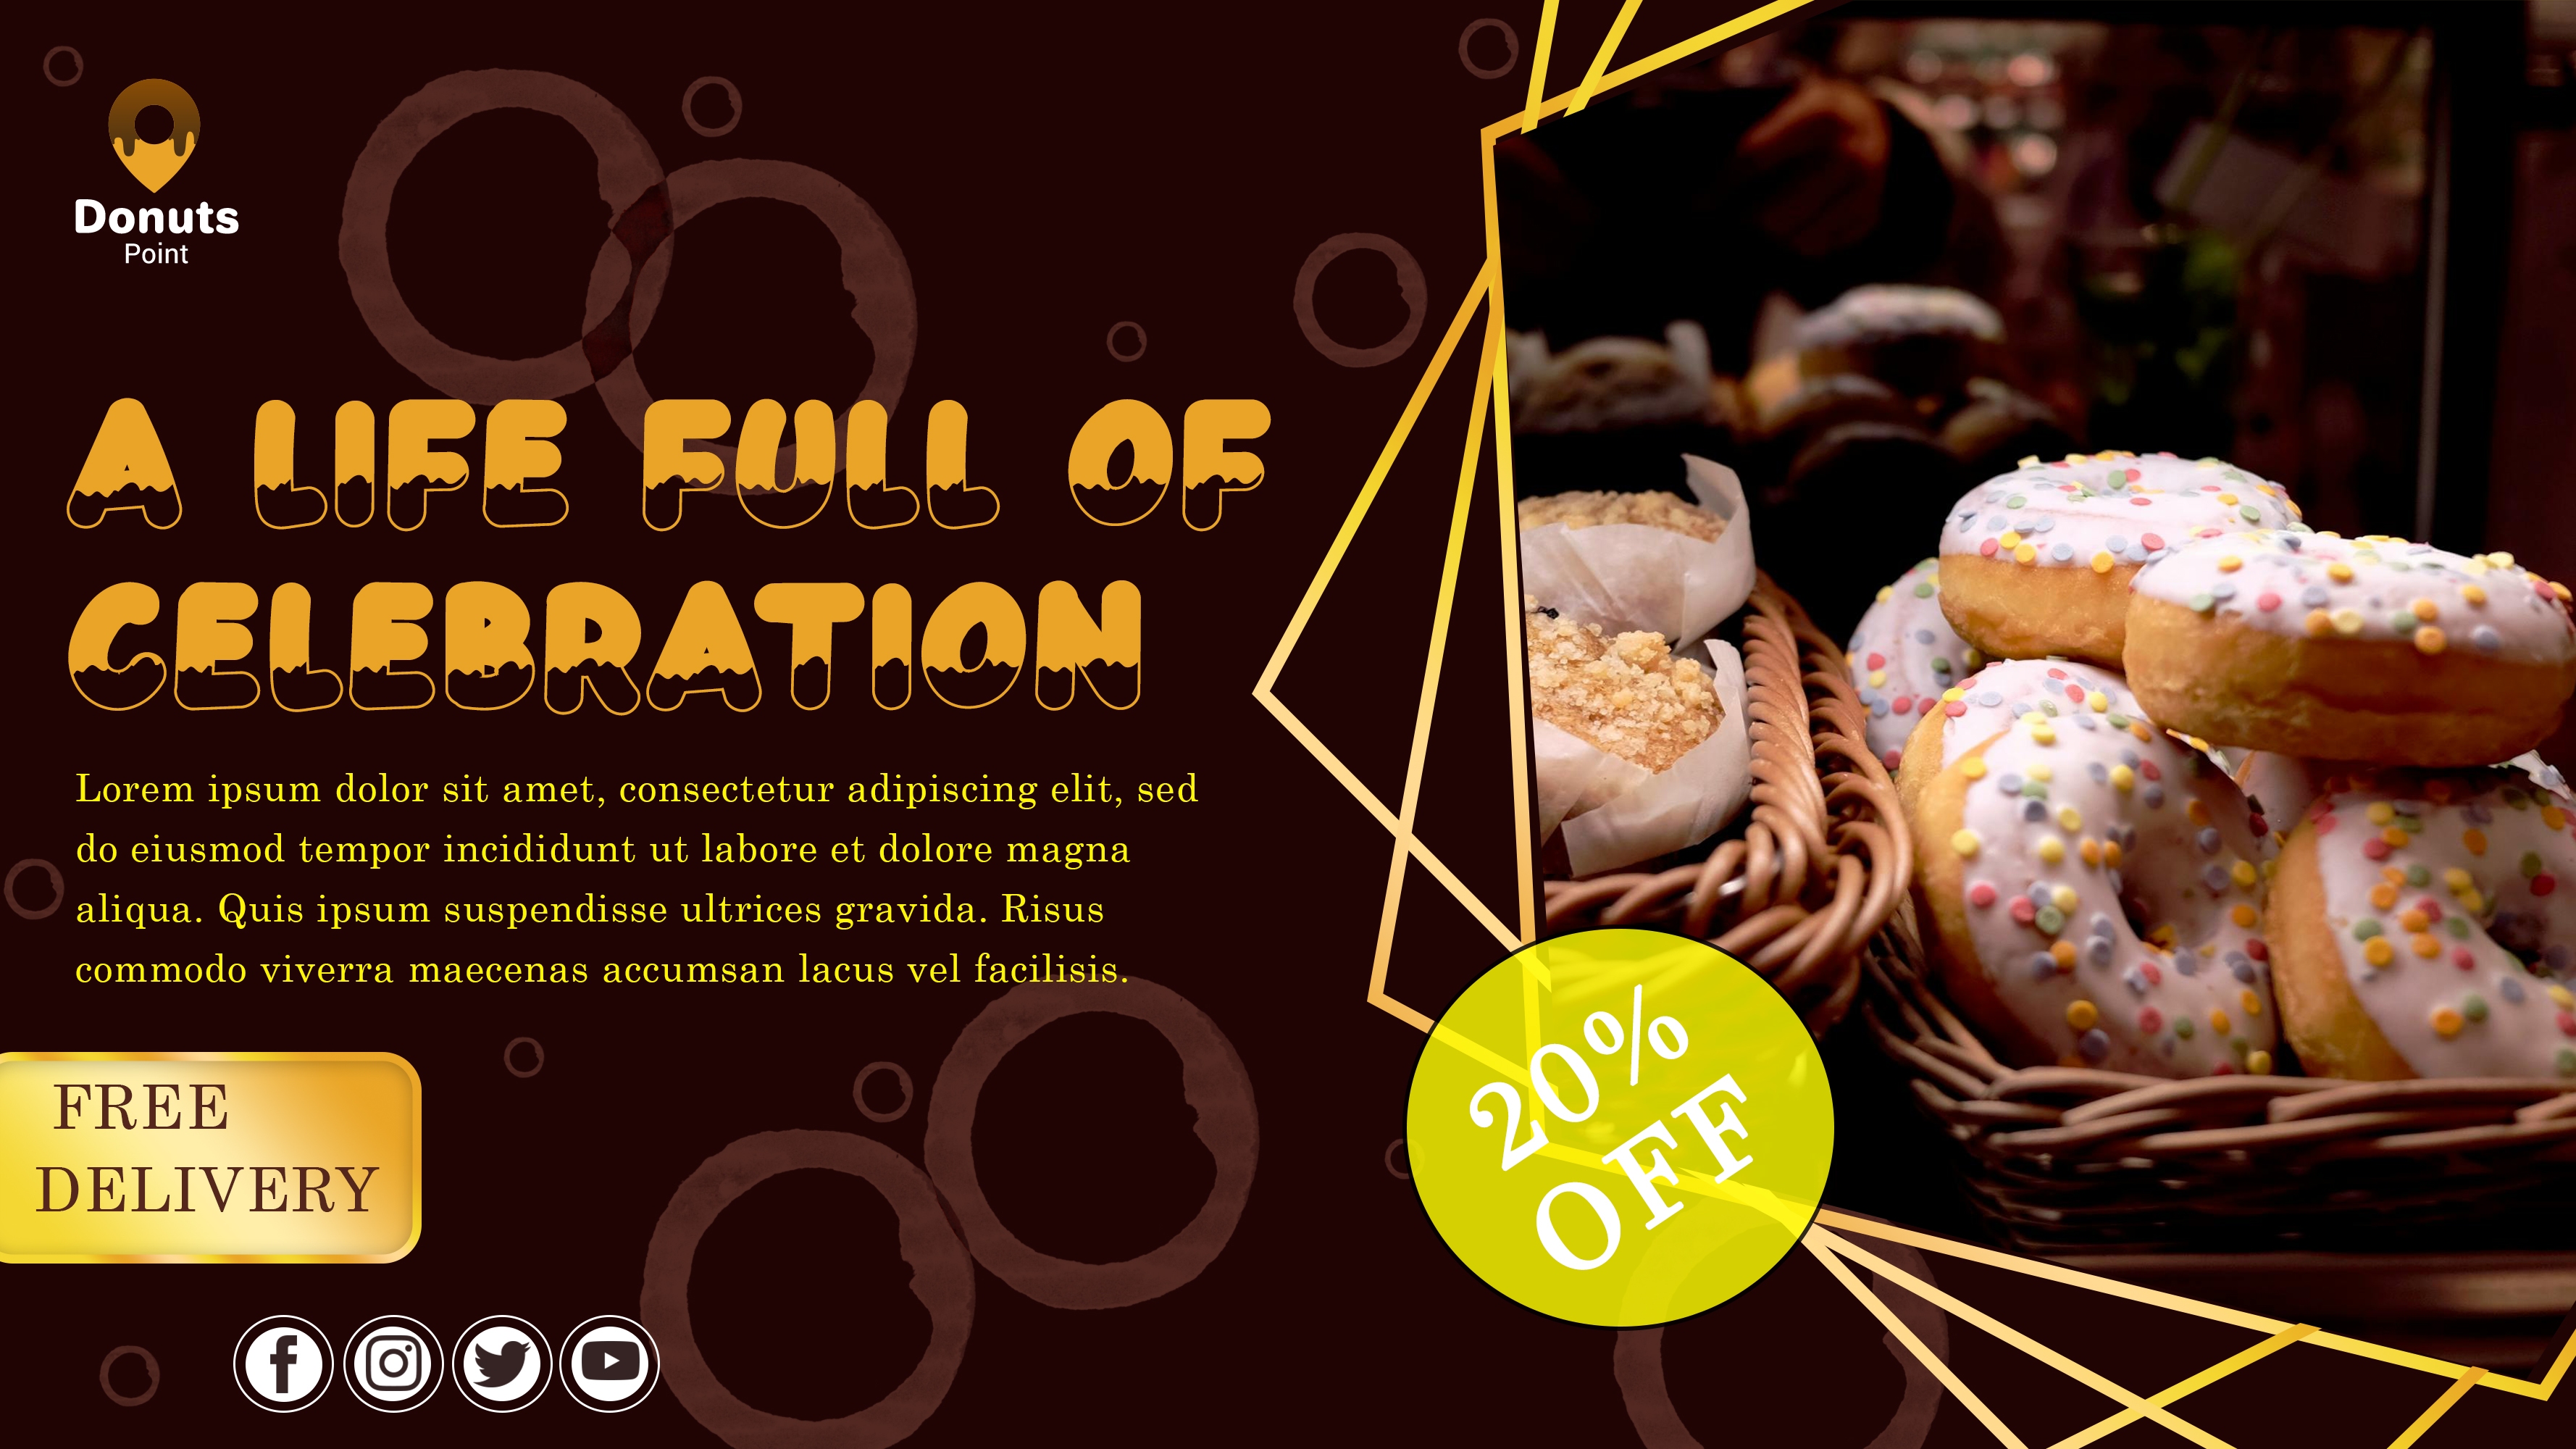 Donuts
Point
A LIFE FULL OF
CELEBRATION
Lorem ipsum dolor sit amet, consectetur adipiscing elit, sed
do eiusmod tempor incididunt ut labore et dolore magna
aliqua. Quis ipsum suspendisse ultrices gravida. Risus
commodo viverra maecenas accumsan lacus vel facilisis.
FREE
DELIVERY
20%
OFF